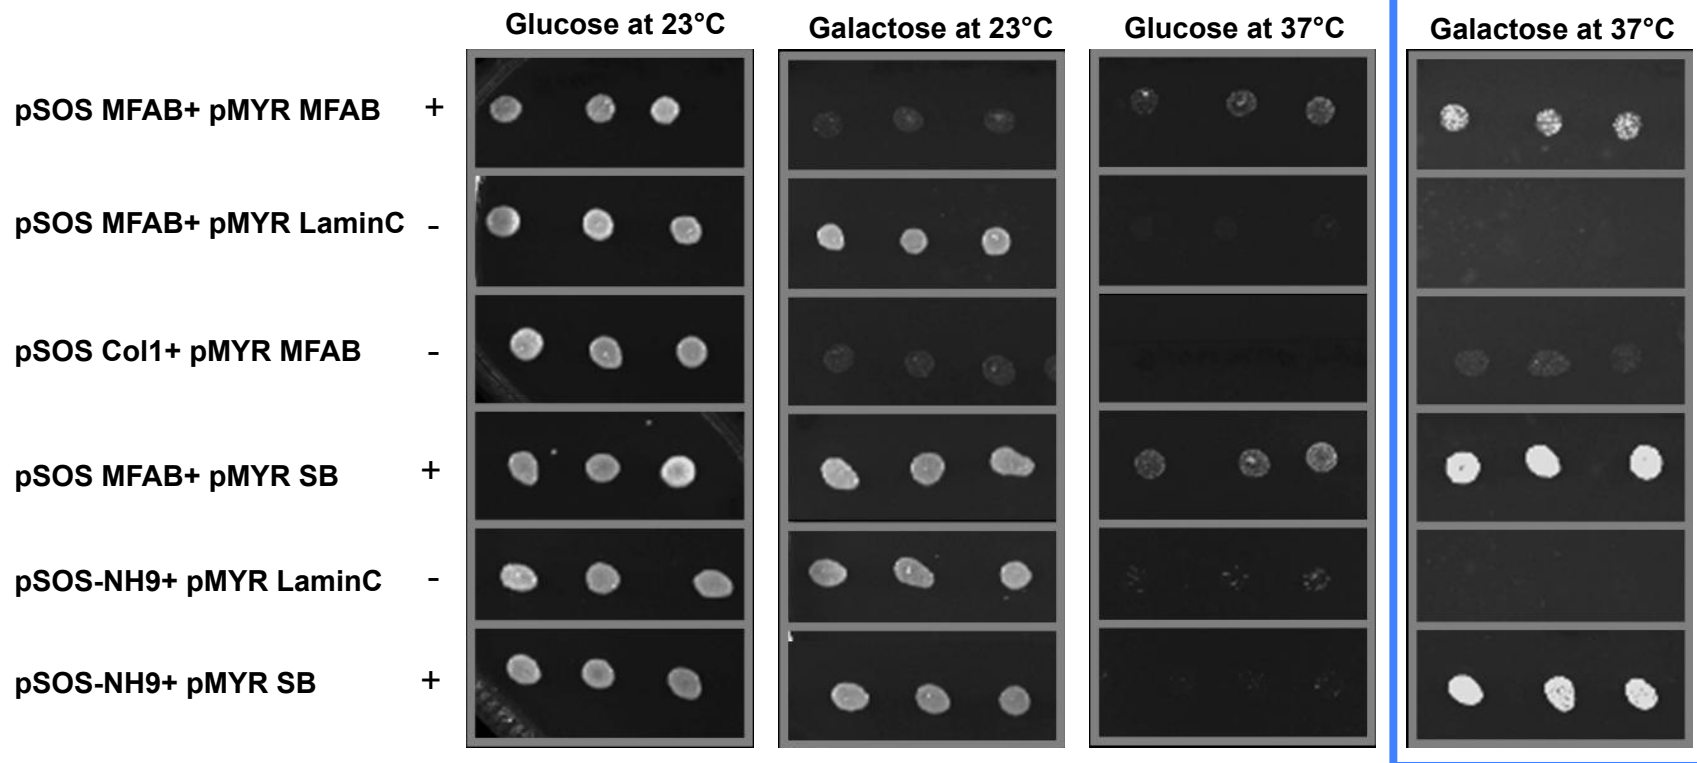 Glucose at 23°C Galactose at 23°C Glucose at 37°C Galactose at 37°C
pSOS MFAB+ pMYR MFAB +
pSOS MFAB+ pMYR LaminC -
pSOS Col1+ pMYR MFAB -
pSOS MFAB+ pMYR SB +
pSOS-NH9+ pMYR LaminC -
pSOS-NH9+ pMYR SB +